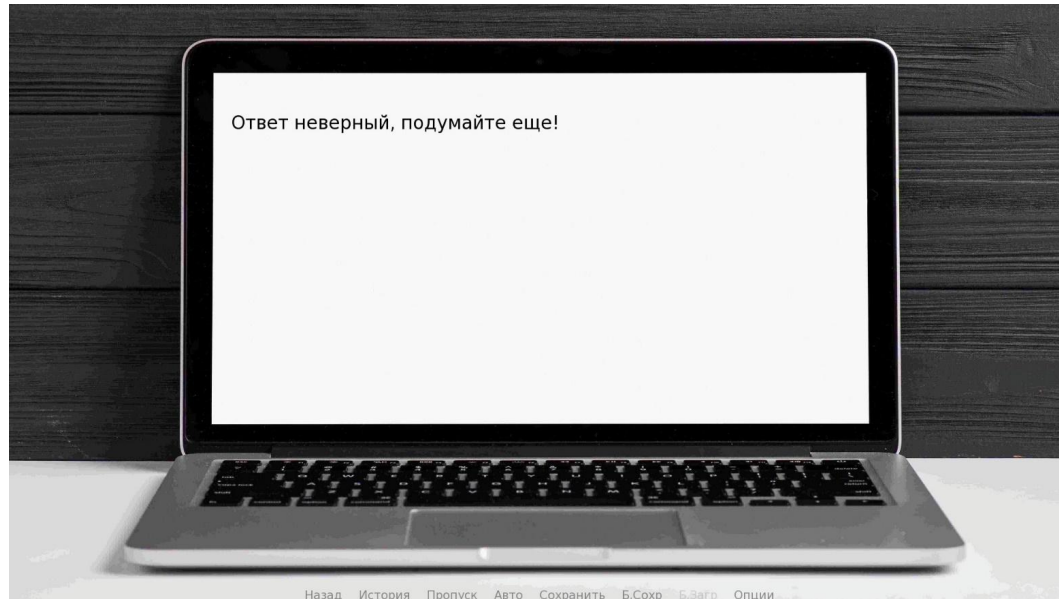 Ответ неверный, подумайте еще!
Назад История Пропуск Авто Сохранить Б.Сохр Б.Загр Опции